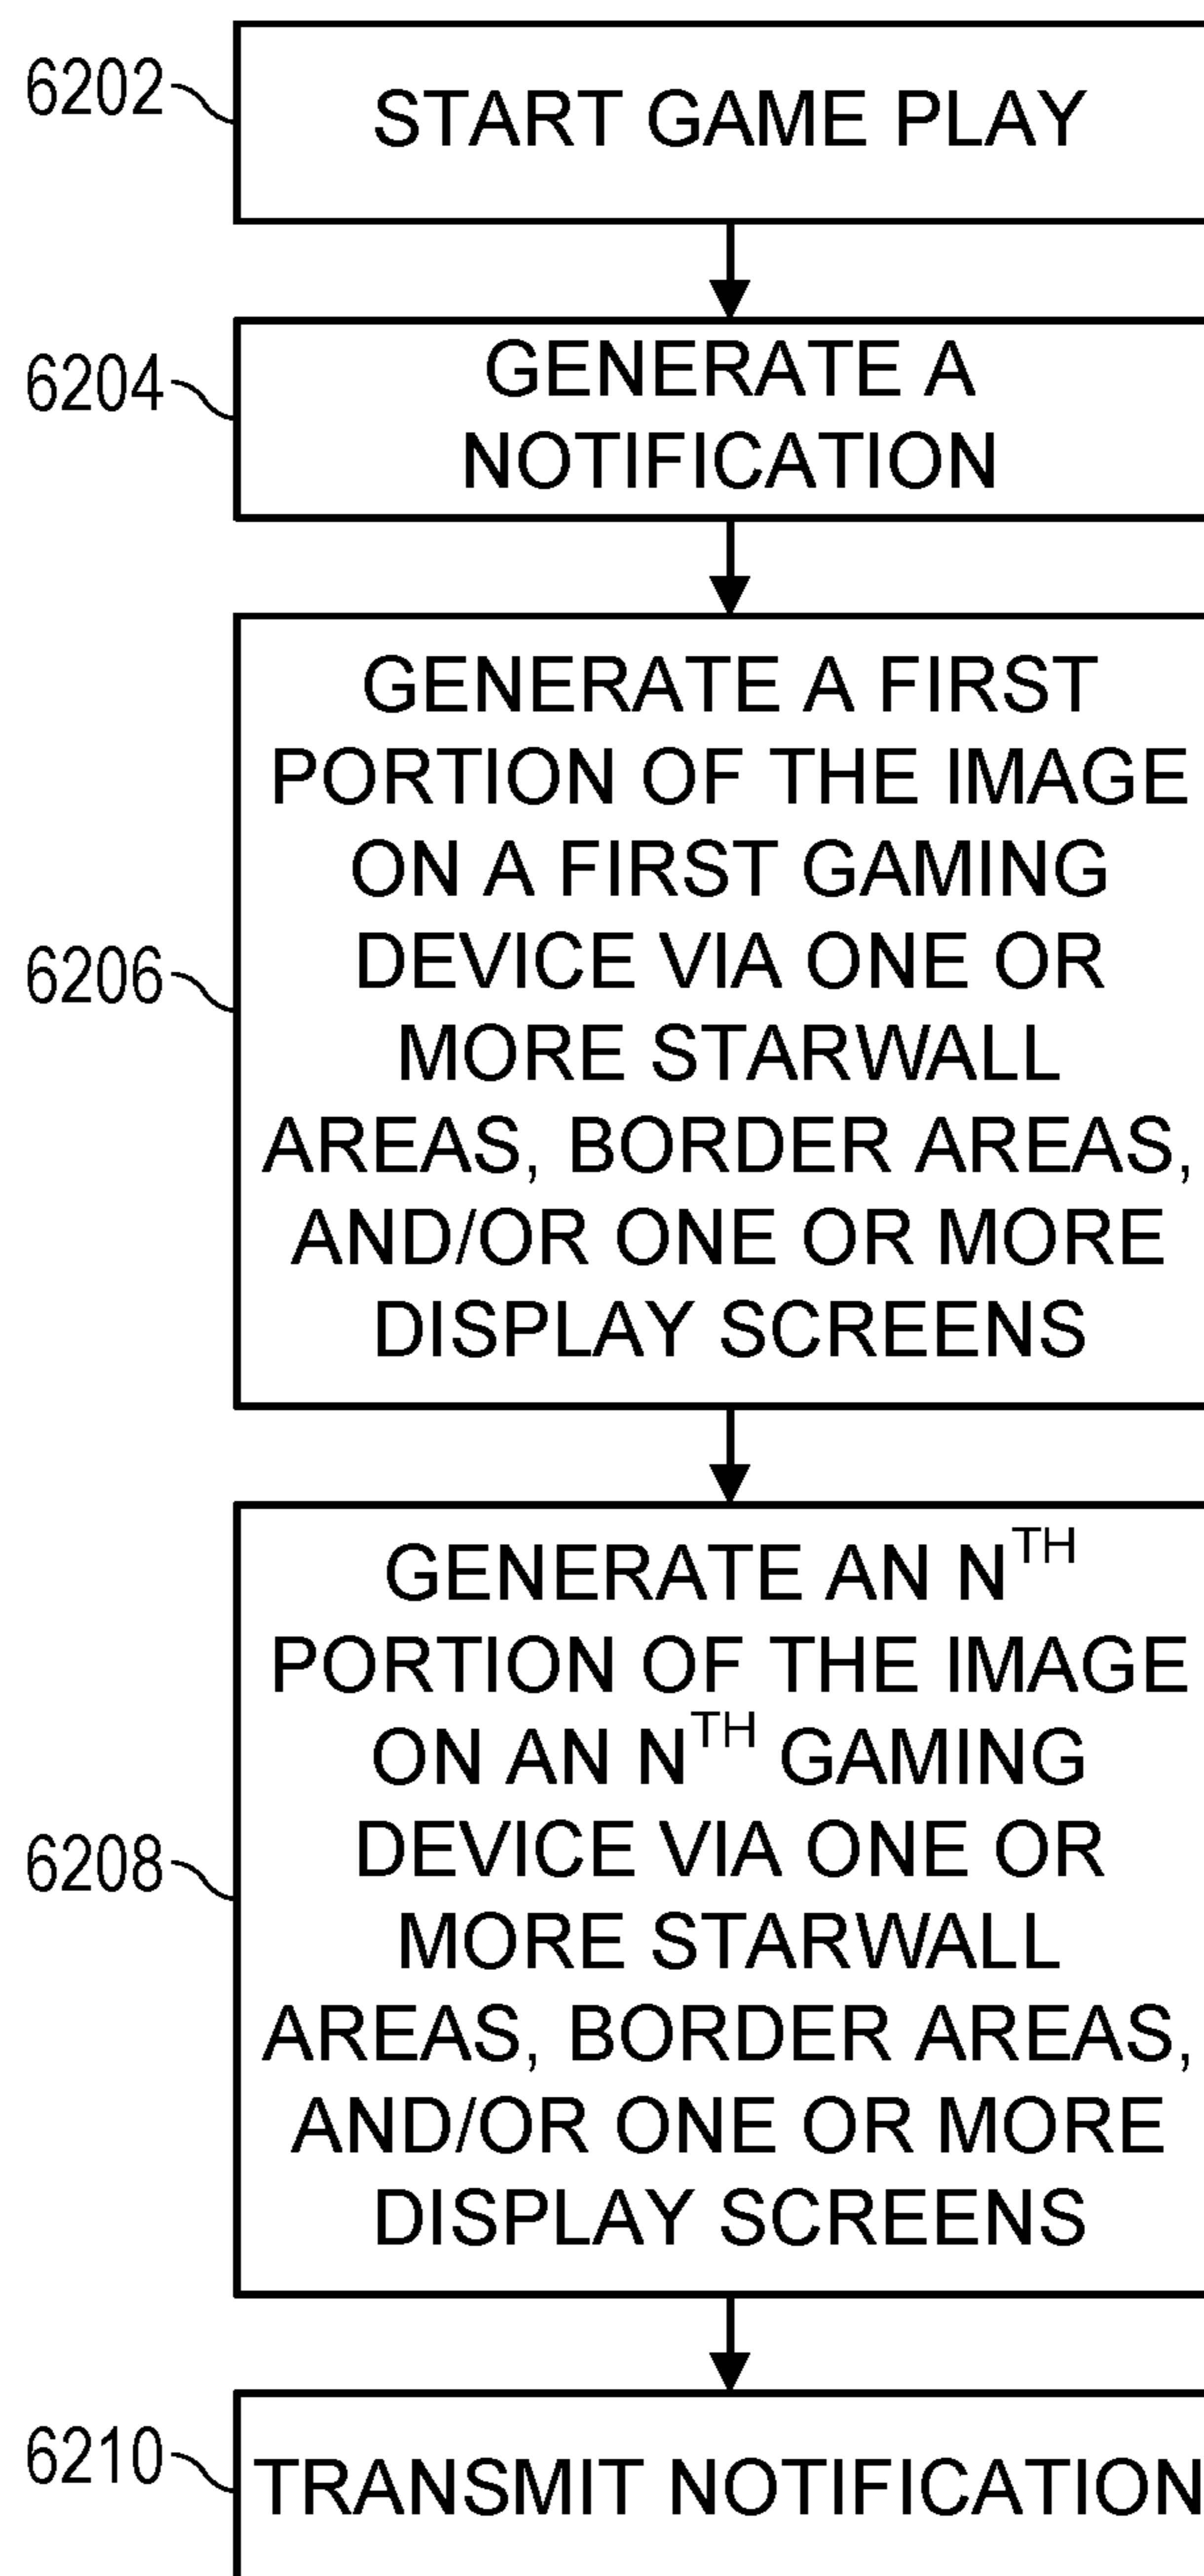 6202
START GAME PLAY
6204
GENERATE A
NOTIFICATION
6206
GENERATE A FIRST
PORTION OF THE IMAGE
ON A FIRST GAMING
DEVICE VIA ONE OR
MORE STARWALL
AREAS, BORDER AREAS,
AND/OR ONE OR MORE
DISPLAY SCREENS
6208
GENERATE AN NTH
PORTION OF THE IMAGE
ON AN NTH GAMING
DEVICE VIA ONE OR
MORE STARWALL
AREAS, BORDER AREAS,
AND/OR ONE OR MORE
DISPLAY SCREENS
6210
TRANSMIT NOTIFICATION